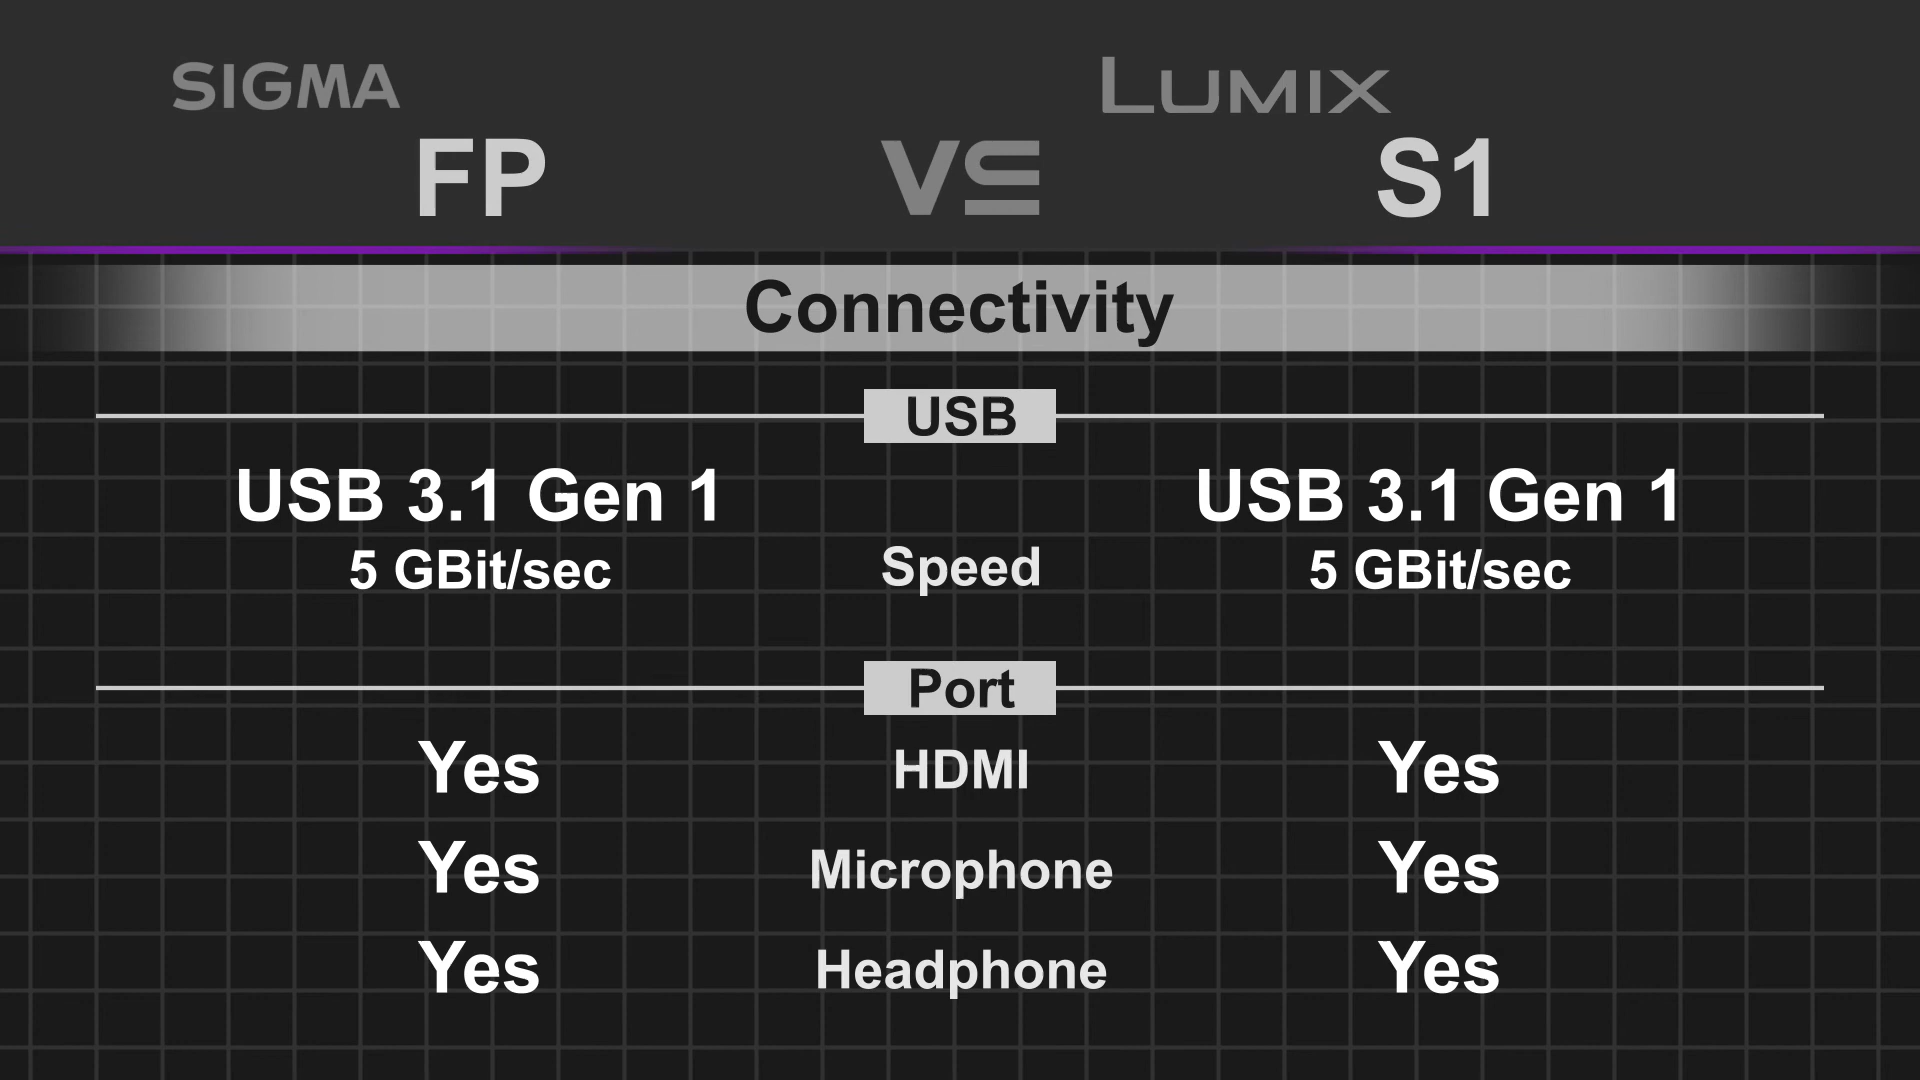 SIGMA
LUMIX
FP
VS
S1
Connectivity
USB
USB 3.1 Gen 1
USB 3.1 Gen 1
5 GBit/sec
Speed
5 GBit/sec
Port
Yes
HDMI
Yes
Yes
Microphone
Yes
Yes
Headphone
Yes